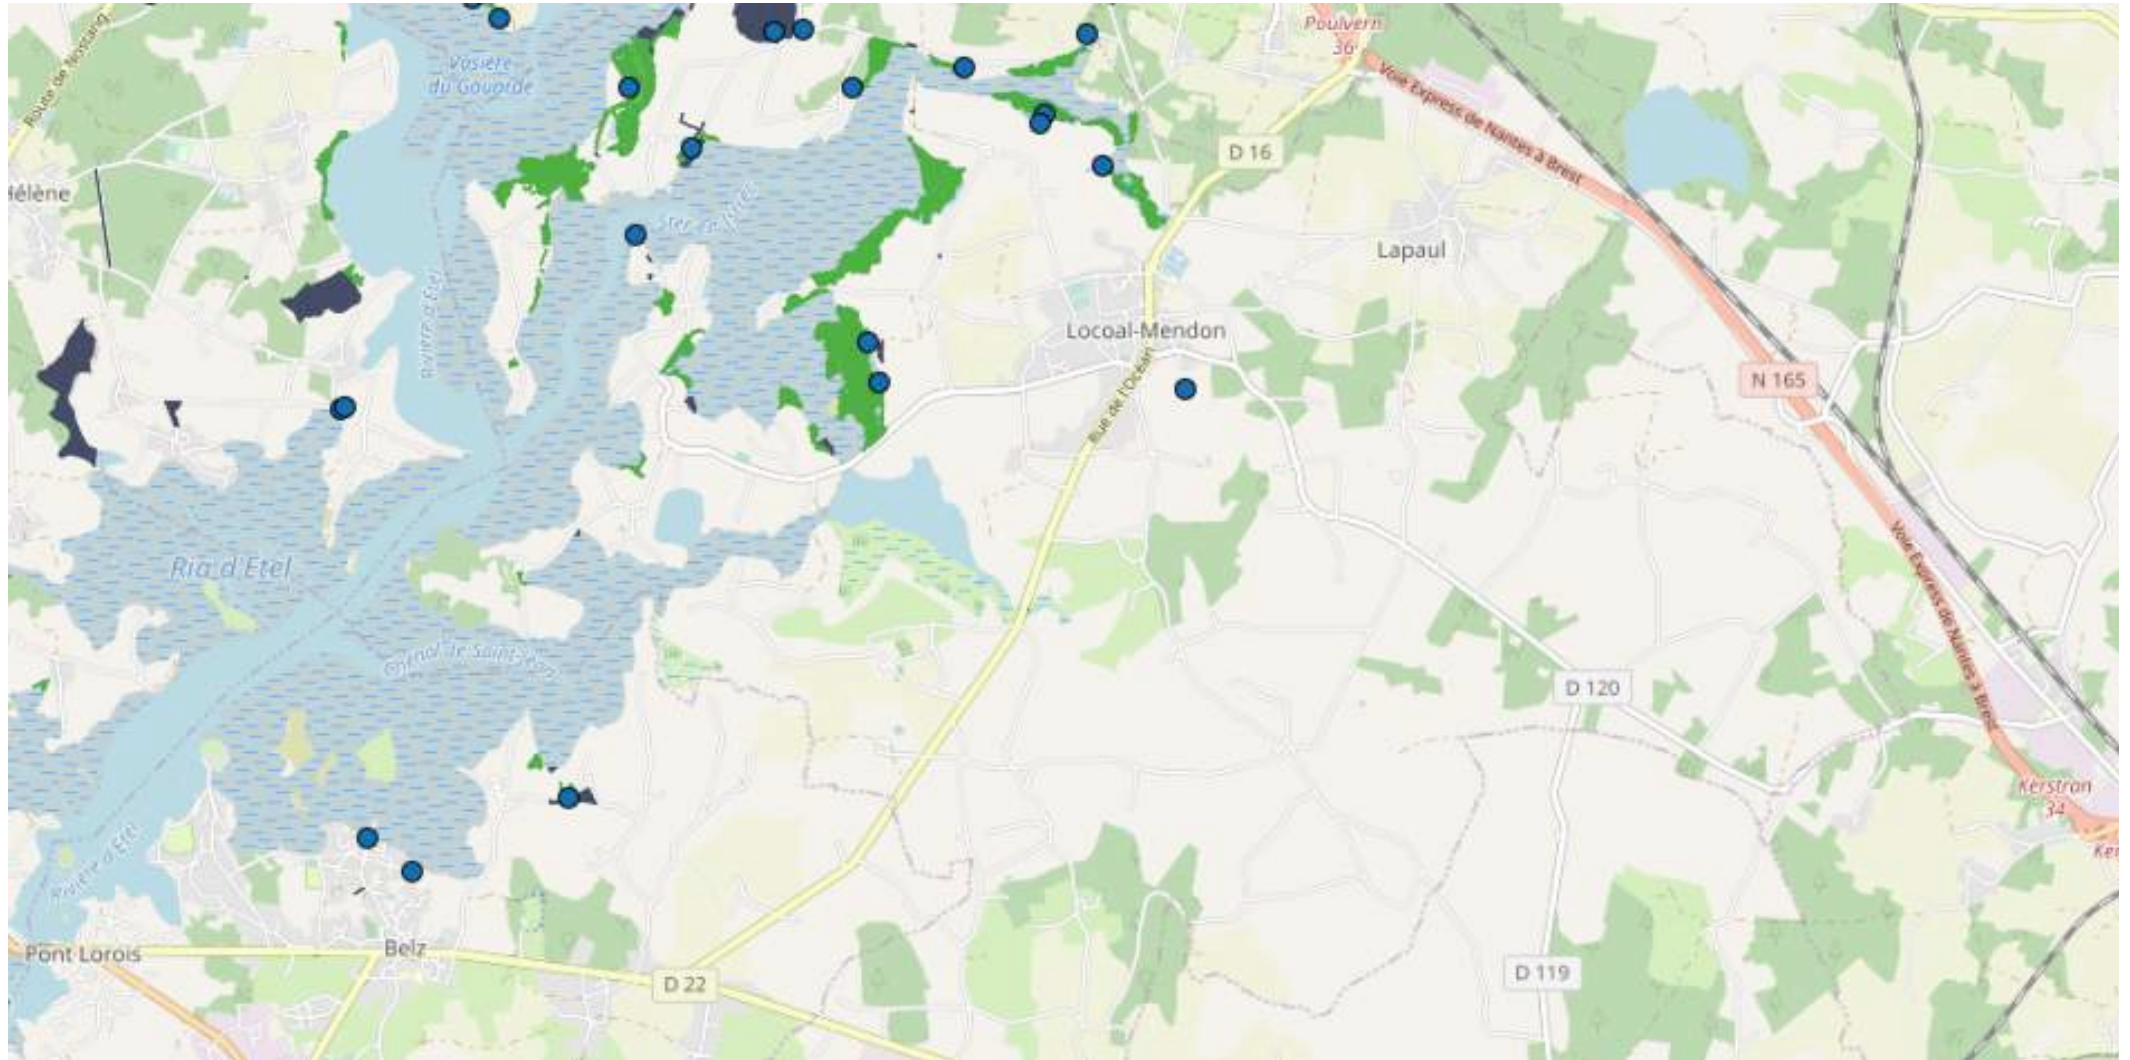 Poulvern
36
Route de Nostang
Vasière
du Gouarde
Voie Express de Nantes à Brest
D 16
Hélène
Lapaul
Rivière d'Etel
Locoal-Mendon
N 165
Rue de l'Océan
Voie Express de Nantes à Brest
Ria d'Etel
Chenal de Saint-Jean
D 120
Kerstran
34
Ker
Rivière d'Etel
Belz
Pont Lorois
D 22
D 119